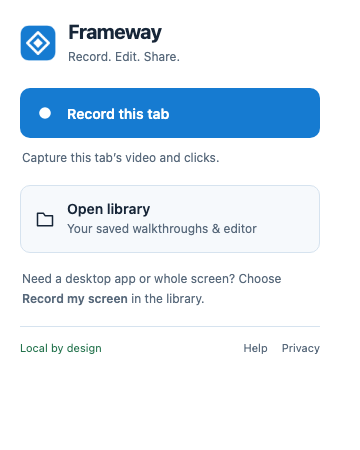 Frameway
Record. Edit. Share.
Record this tab
Capture this tab's video and clicks.
Open library
Your saved walkthroughs & editor
Need a desktop app or whole screen? Choose
Record my screen in the library.
Local by design
Help Privacy